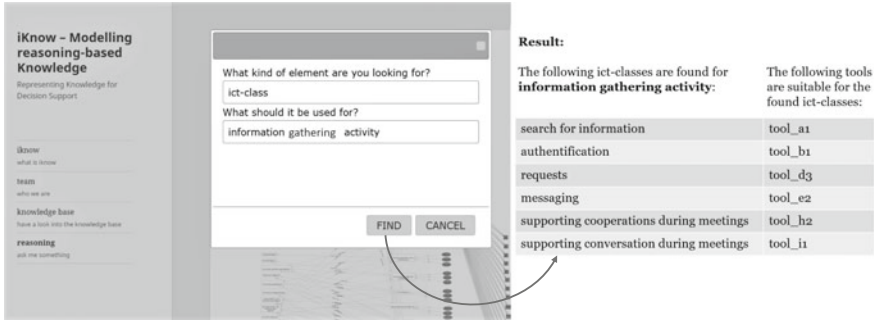 iKnow – Modelling
reasoning-based
Knowledge
Representing Knowledge for
Decision Support
iknow
what is iknow
team
who we are
knowledge base
have a look into the knowledge base
reasoning
ask me something
What kind of element are you looking for?
ict-class
What should it be used for?
information gathering activity
FIND CANCEL
Result:
The following ict-classes are found for
information gathering activity:
The following tools
are suitable for the
found ict-classes:
search for information tool_a1
authentification tool_b1
requests tool_d3
messaging tool_e2
supporting cooperations during meetings tool_h2
supporting conversation during meetings tool_i1